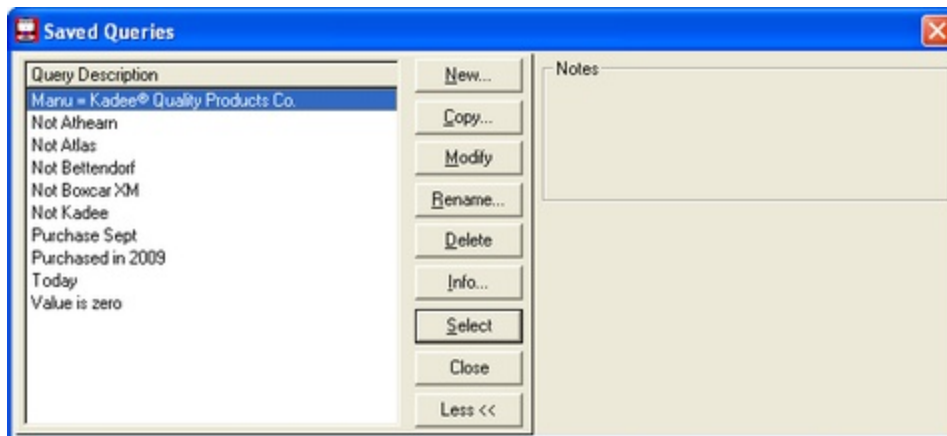 Saved Queries
Query Description
Manu = Kadee® Quality Products Co.
Not Athearn
Not Atlas
Not Bettendorf
Not Boxcar XM
Not Kadee
Purchase Sept
Purchased in 2009
Today
Value is zero
New...
Copy...
Modify
Rename...
Delete
Info...
Select
Close
Less <<
Notes